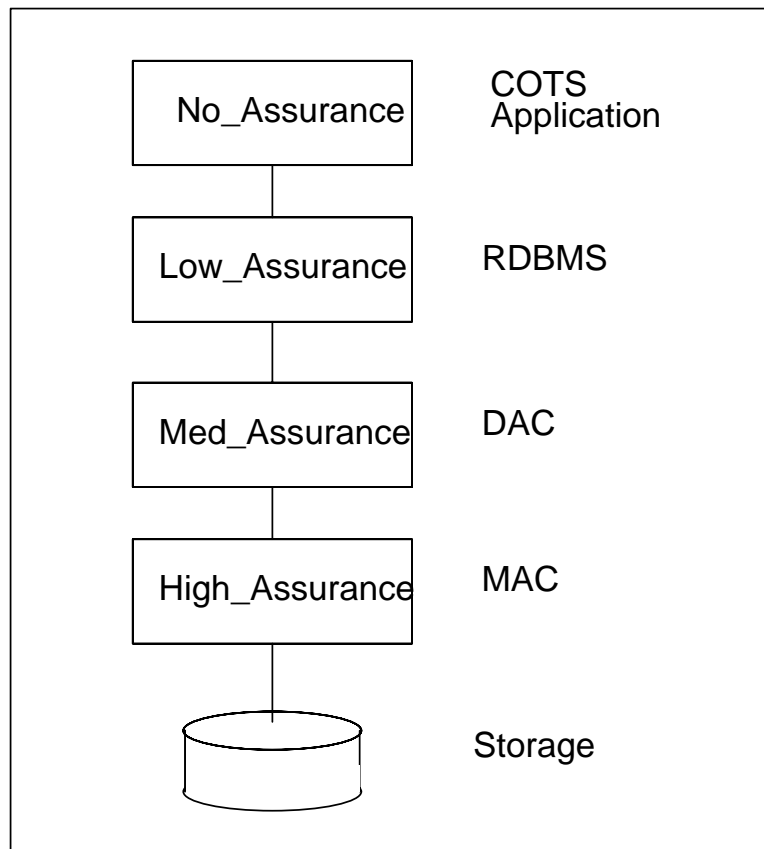 No_Assurance
COTS
Application
Low_Assurance
RDBMS
Med_Assurance
DAC
High_Assurance
MAC
Storage